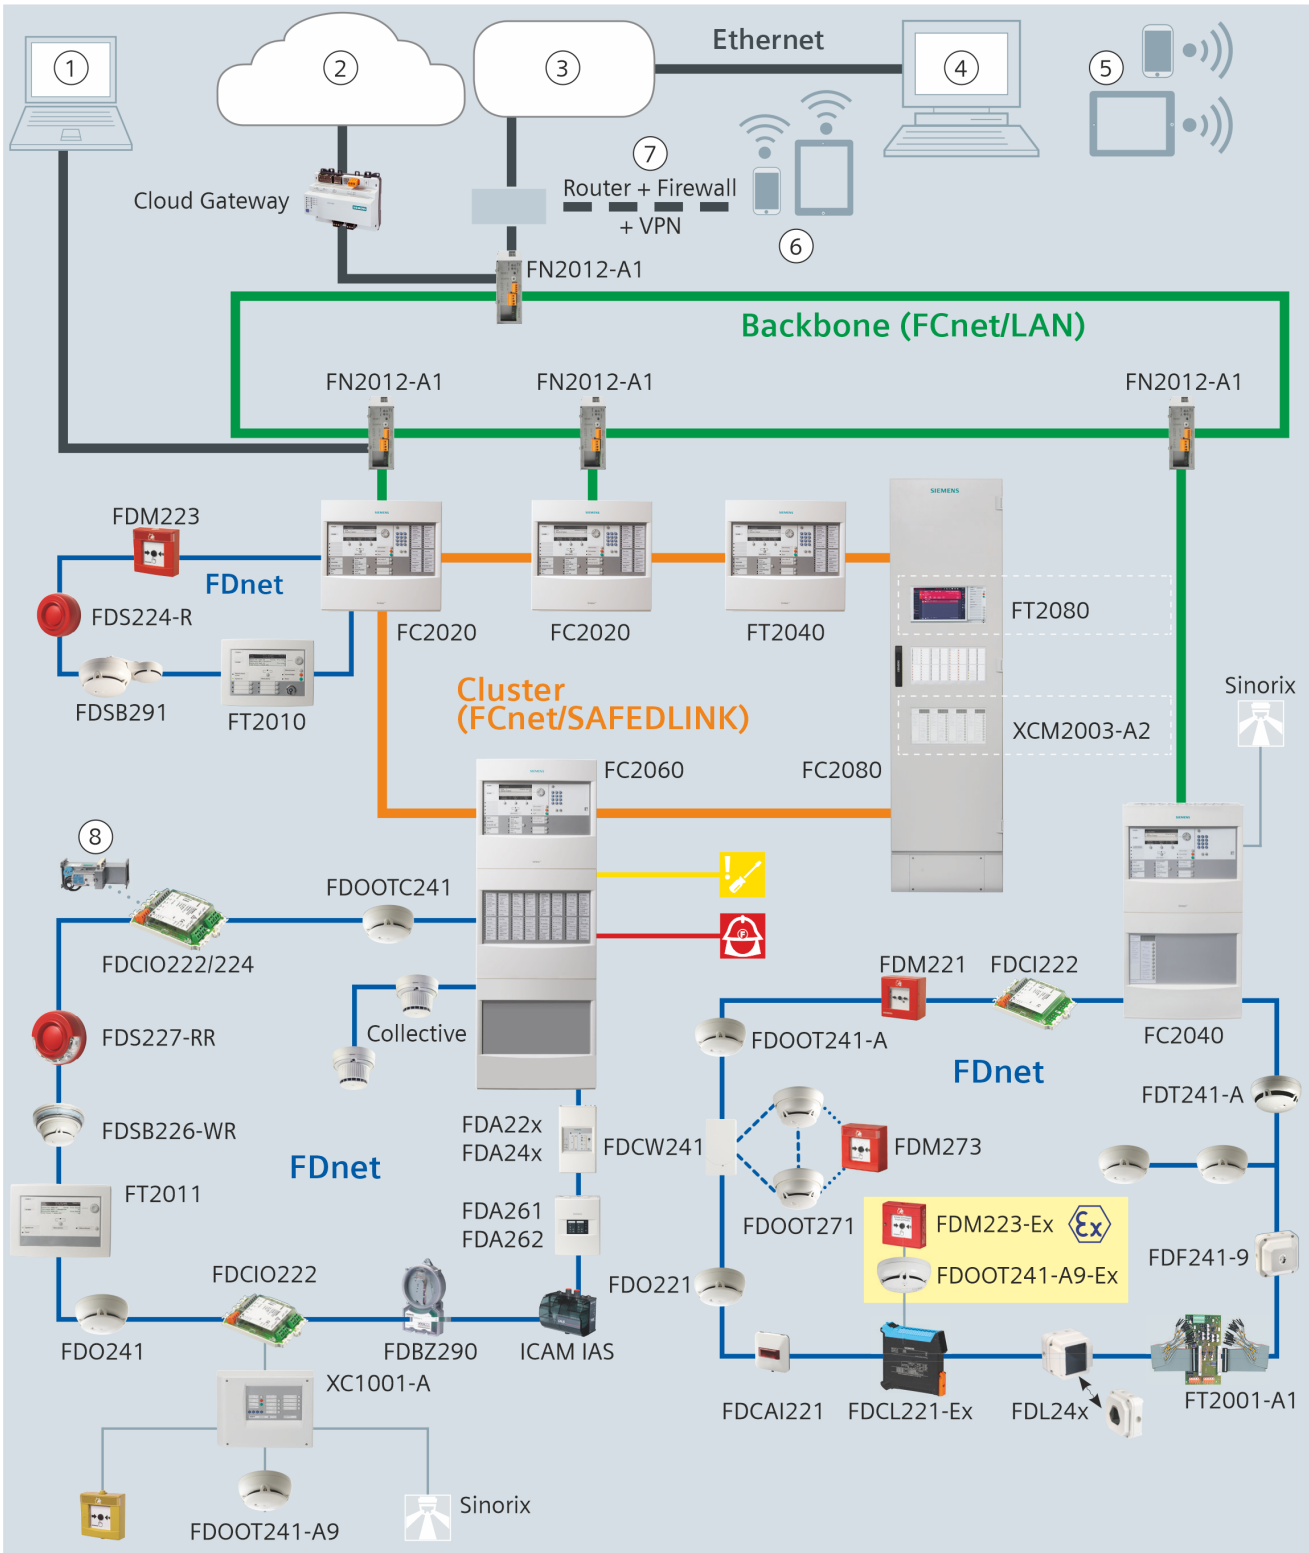 1
2
3
Ethernet
4
5
7
Cloud Gateway
Router + Firewall
+ VPN
6
FN2012-A1
Backbone (FCnet/LAN)
FN2012-A1
FN2012-A1
FN2012-A1
SIEMENS
FDM223
FDnet
FDS224-R
FDSB291
FT2010
FC2020
FC2020
FT2040
FT2080
XCM2003-A2
Sinorix
Cluster
(FCnet/SAFEDLINK)
FC2060
FC2080
8
FDOOTC241
FDCIO222/224
FDS227-RR
Collective
FDSB226-WR
FDnet
FT2011
FDA22x
FDA24x
FDA261
FDA262
FDCIO222
FDO241
FDBZ290
ICAM IAS
XC1001-A
FDOOT241-A9
Sinorix
F
FDM221
FDCI222
FC2040
FDOOT241-A
FDnet
FDT241-A
FDCW241
FDM273
FDOOT271
FDM223-Ex
Ex
FDOOT241-A9-Ex
FDF241-9
FDO221
FDCAI221
FDCL221-Ex
FDL24x
FT2001-A1